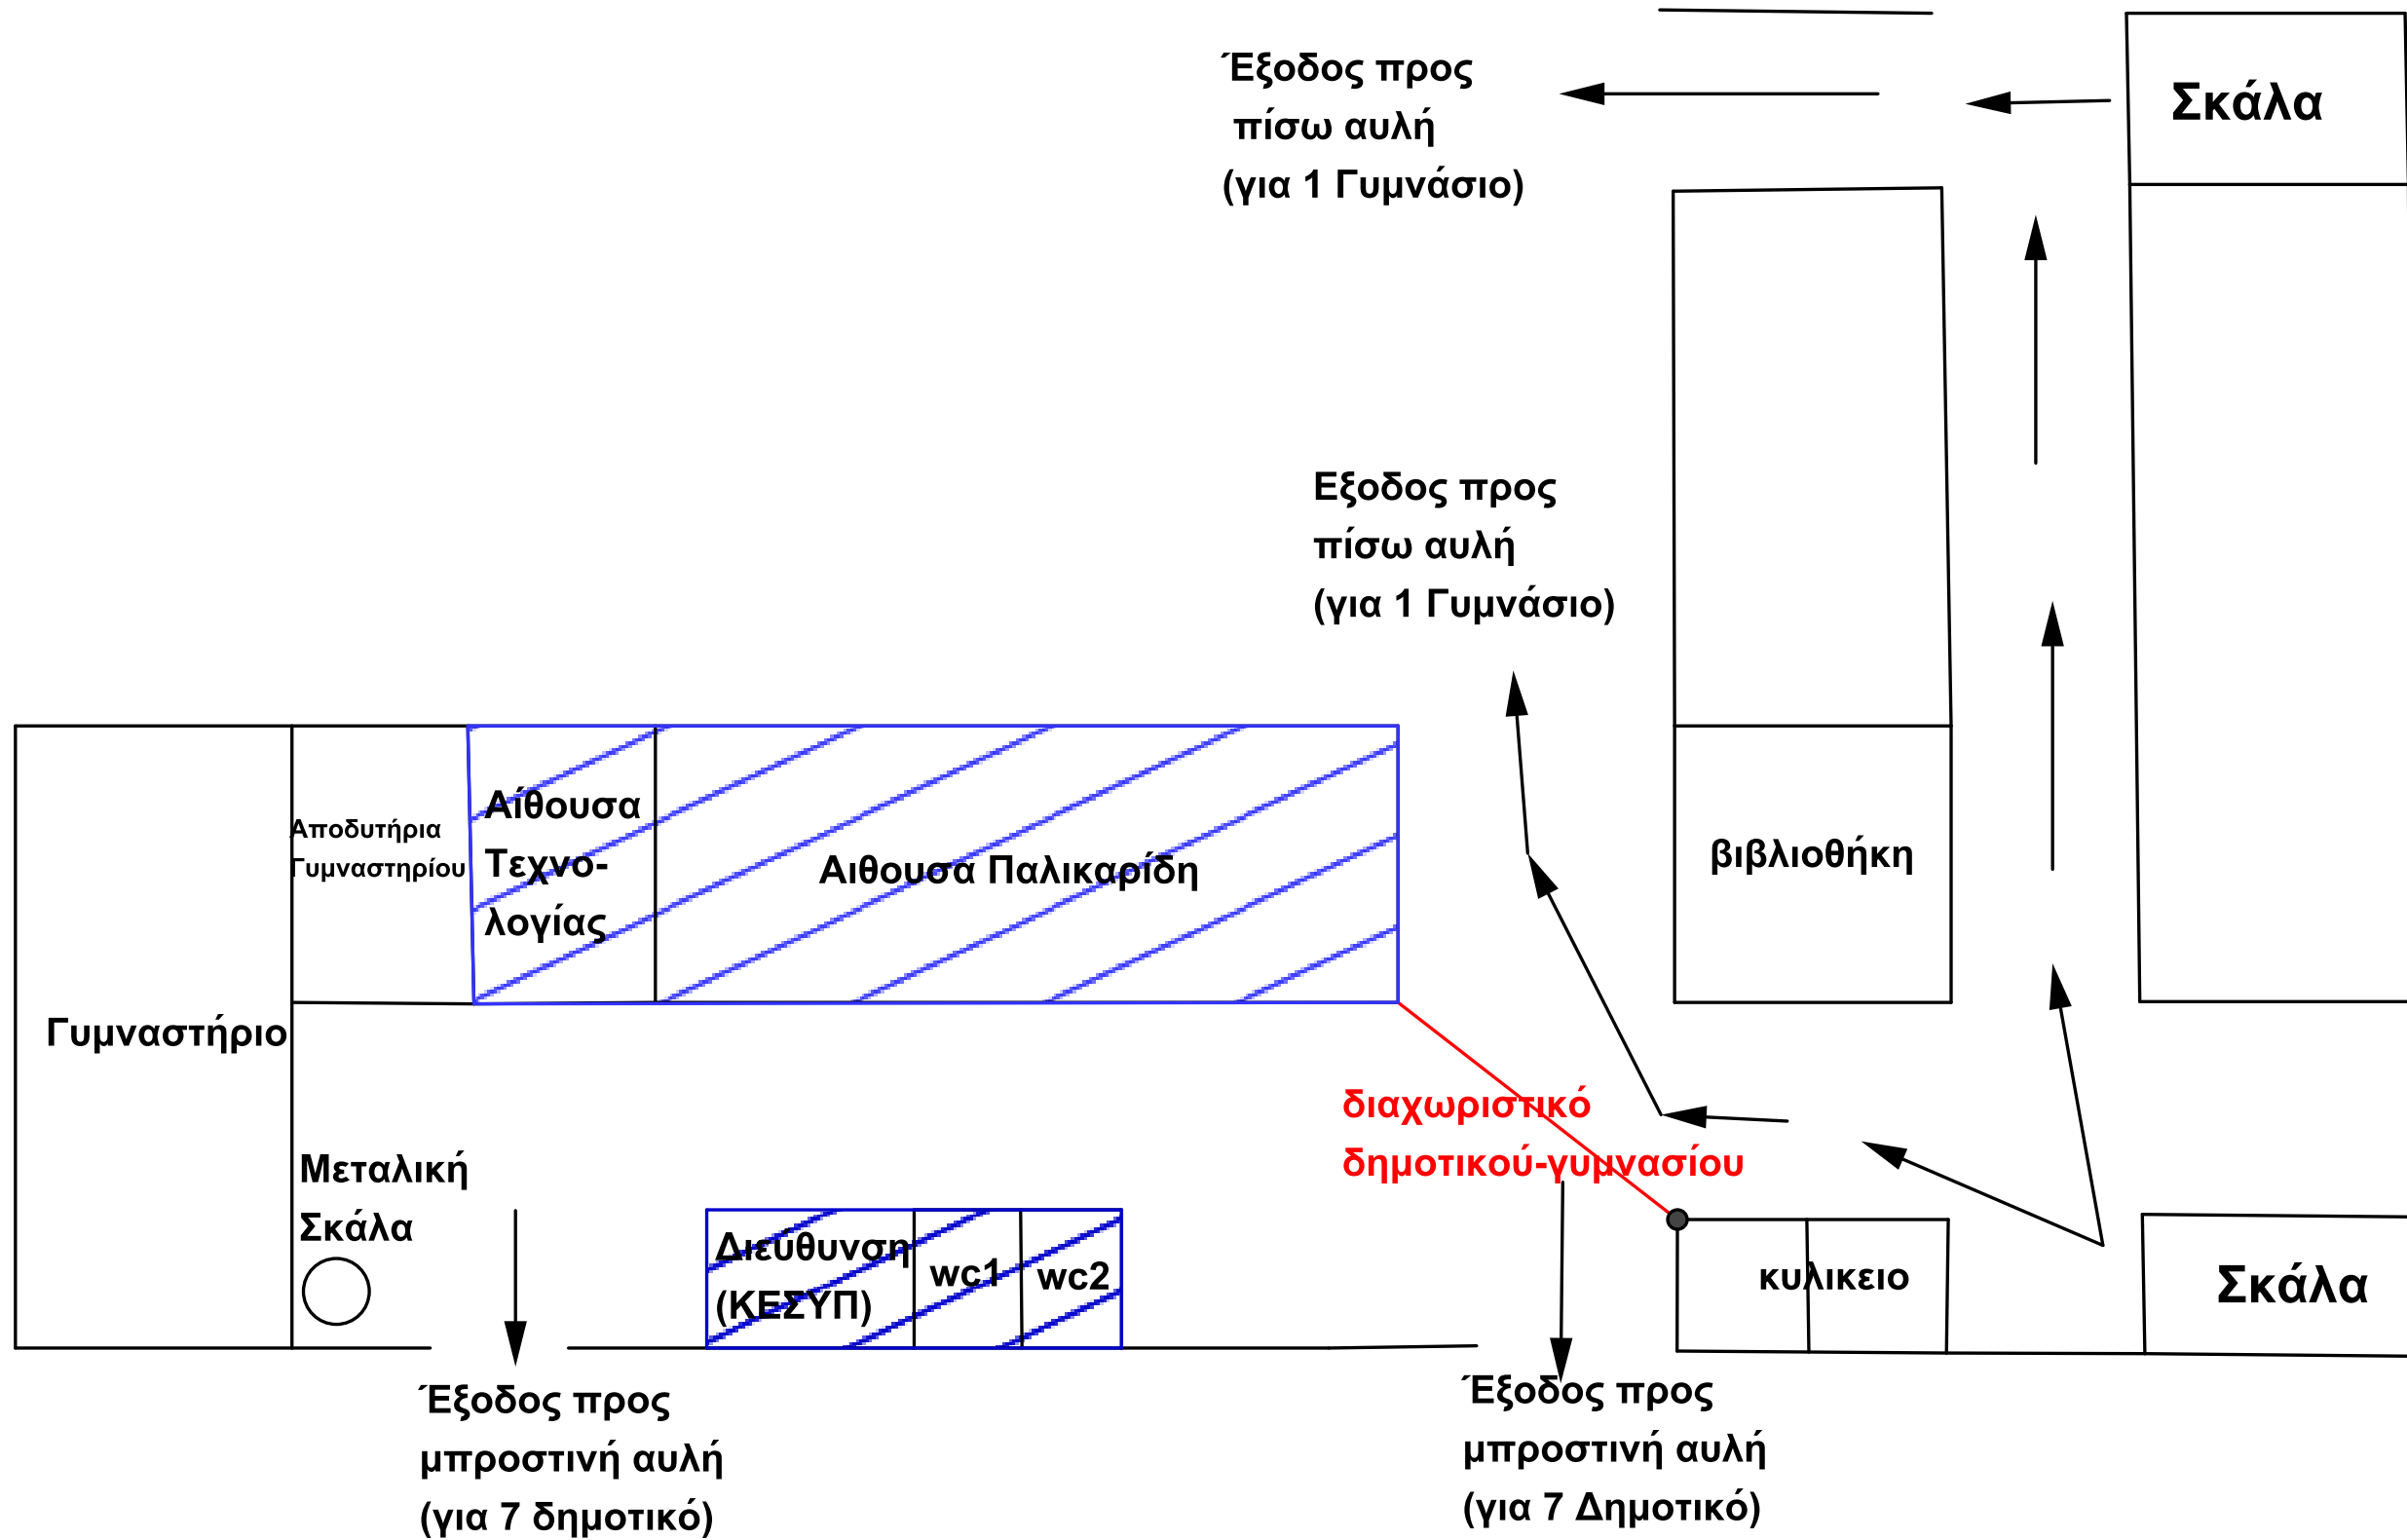 Έξοδος προς
πίσω αυλή
(για 1 Γυμνάσιο)
Σκάλα
Εξοδος προς
πίσω αυλή
(για 1 Γυμνάσιο)
Αποδυτήρια
Γυμναστηρίου
Αίθουσα
Τεχνο-
λογίας
Αιθουσα Παλικαρίδη
βιβλιοθήκη
Γυμναστήριο
διαχωριστικό
δημοτικού-γυμνασίου
Μεταλική
Σκάλα
Διεύθυνση
(ΚΕΣΥΠ)
wc1
wc2
κυλικειο
Σκάλα
Έξοδος προς
μπροστινή αυλή
(για 7 δημοτικό)
Έξοδος προς
μπροστινή αυλή
(για 7 Δημοτικό)